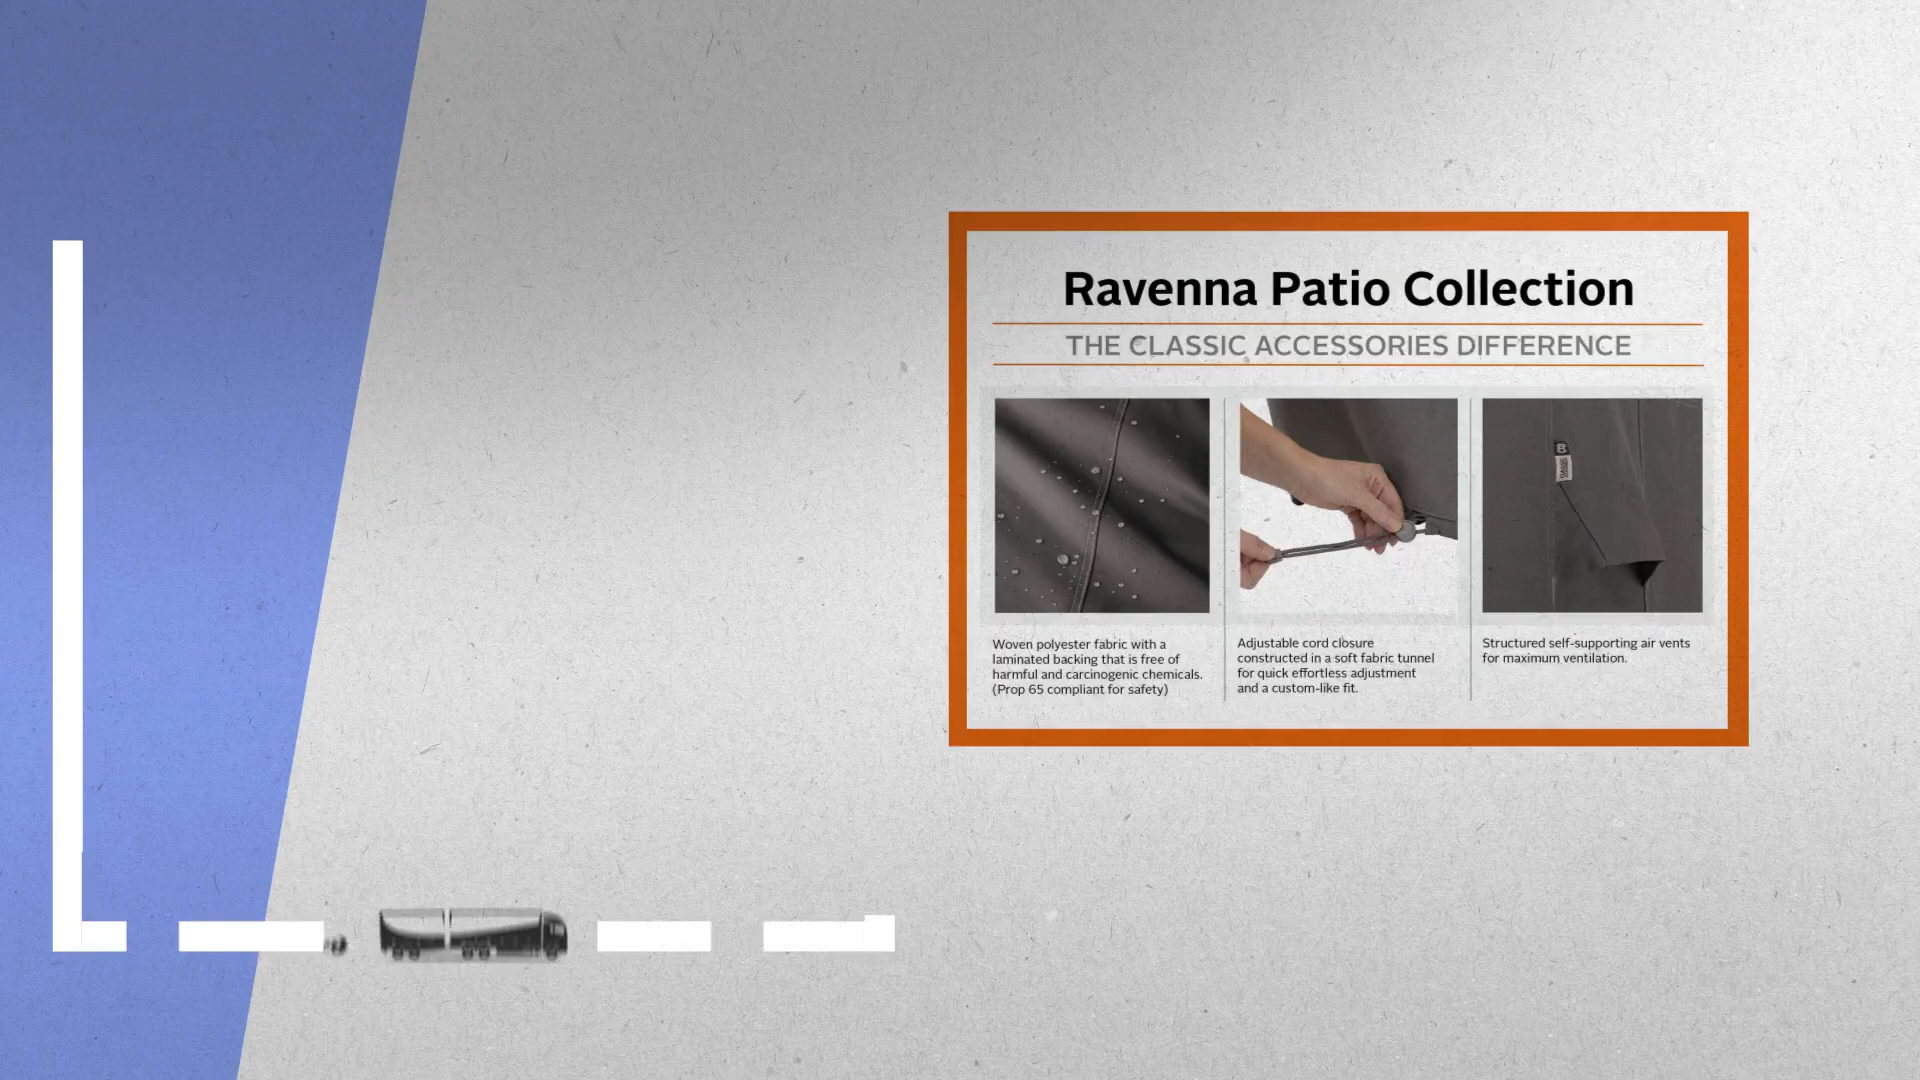 Ravenna Patio Collection
THE CLASSIC ACCESSORIES DIFFERENCE
Woven polyester fabric with a
laminated backing that is free of
harmful and carcinogenic chemicals.
(Prop 65 compliant for safety)
Adjustable cord closure
constructed in a soft fabric tunnel
for quick effortless adjustment
and a custom-like fit.
Structured self-supporting air vents
for maximum ventilation.